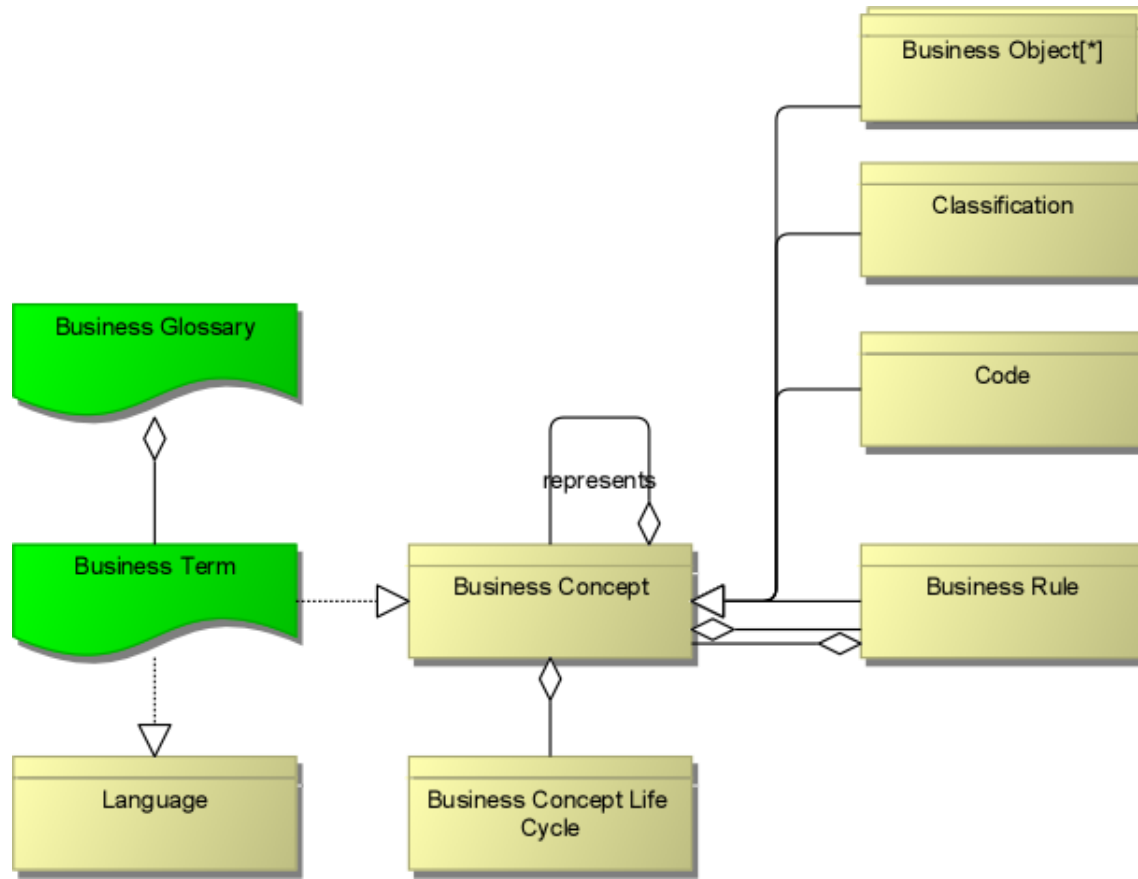 Business Object[*]
Classification
Code
Business Glossary
represents
Business Term
Business Concept
Business Rule
Language
Business Concept Life
Cycle